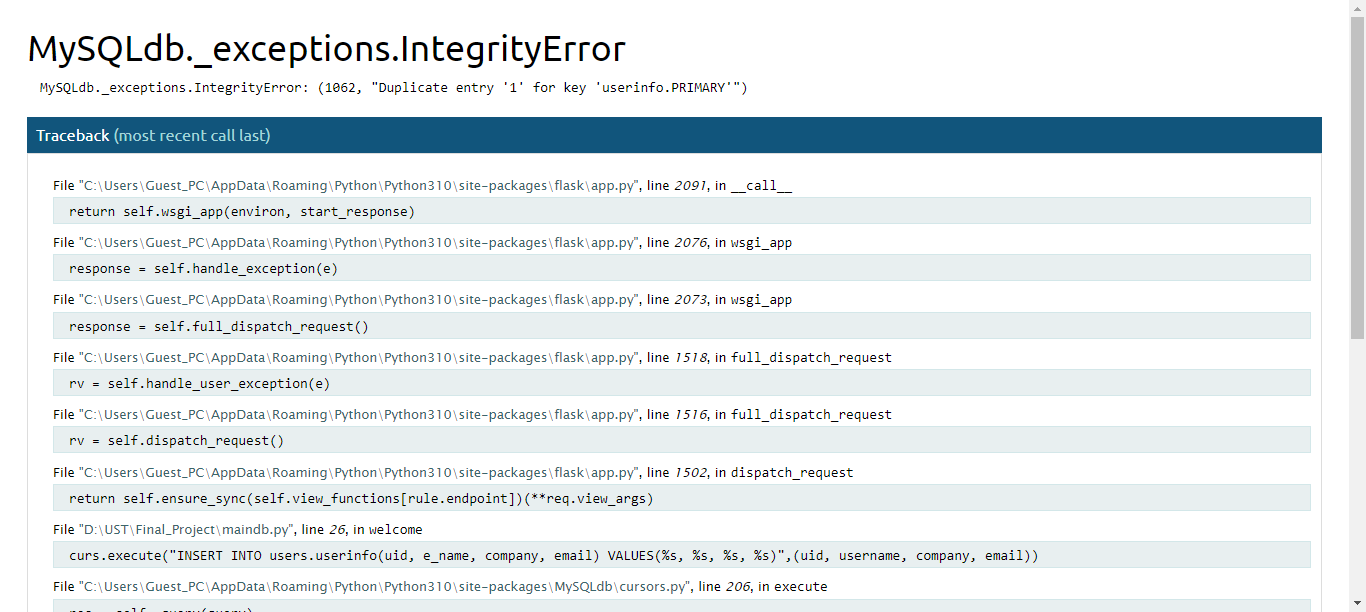 MySQLdb._exceptions.IntegrityError
MySQLdb._exceptions.IntegrityError: (1062, "Duplicate entry '1' for key 'userinfo.PRIMARY'")
Traceback (most recent call last)
File "C:\Users\Guest_PC\AppData\Roaming\Python\Python310\site-packages\flask\app.py", line 2091, in __call__
return self.wsgi_app(environ, start_response)
File "C:\Users\Guest_PC\AppData\Roaming\Python\Python310\site-packages\flask\app.py", line 2076, in wsgi_app
response = self.handle_exception(e)
File "C:\Users\Guest_PC\AppData\Roaming\Python\Python310\site-packages\flask\app.py", line 2073, in wsgi_app
response = self.full_dispatch_request()
File "C:\Users\Guest_PC\AppData\Roaming\Python\Python310\site-packages\flask\app.py", line 1518, in full_dispatch_request
rv = self.handle_user_exception(e)
File "C:\Users\Guest_PC\AppData\Roaming\Python\Python310\site-packages\flask\app.py", line 1516, in full_dispatch_request
rv = self.dispatch_request()
File "C:\Users\Guest_PC\AppData\Roaming\Python\Python310\site-packages\flask\app.py", line 1502, in dispatch_request
return self.ensure_sync(self.view_functions[rule.endpoint])(**req.view_args)
File "D:\UST\Final_Project\maindb.py", line 26, in welcome
curs.execute("INSERT INTO users.userinfo(uid, e_name, company, email) VALUES(%s, %s, %s, %s)",(uid, username, company, email))
File "C:\Users\Guest_PC\AppData\Roaming\Python\Python310\site-packages\MySQLdb\cursors.py", line 206, in execute